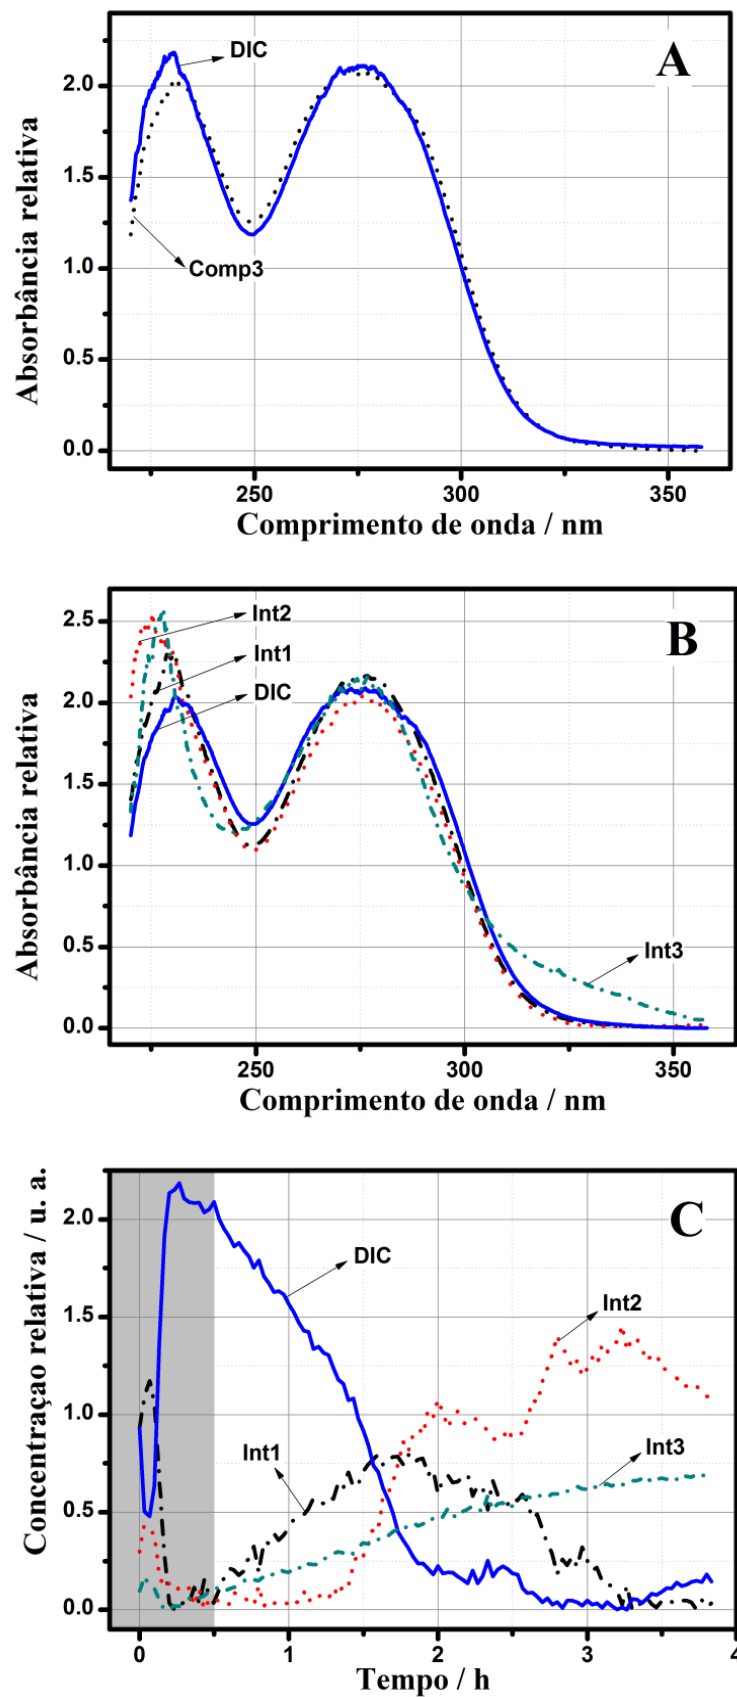 A
DIC
Comp3
Absorbância relativa
2.0
1.5
1.0
0.5
0.0
250
300
350
Comprimento de onda / nm
B
Int2
Int1
DIC
Int3
Absorbância relativa
2.5
2.0
1.5
1.0
0.5
0.0
250
300
350
Comprimento de onda / nm
C
DIC
Int2
Int1
Int3
Concentraçao relativa / u. a.
2.0
1.5
1.0
0.5
0.0
0
1
2
3
4
Tempo / h